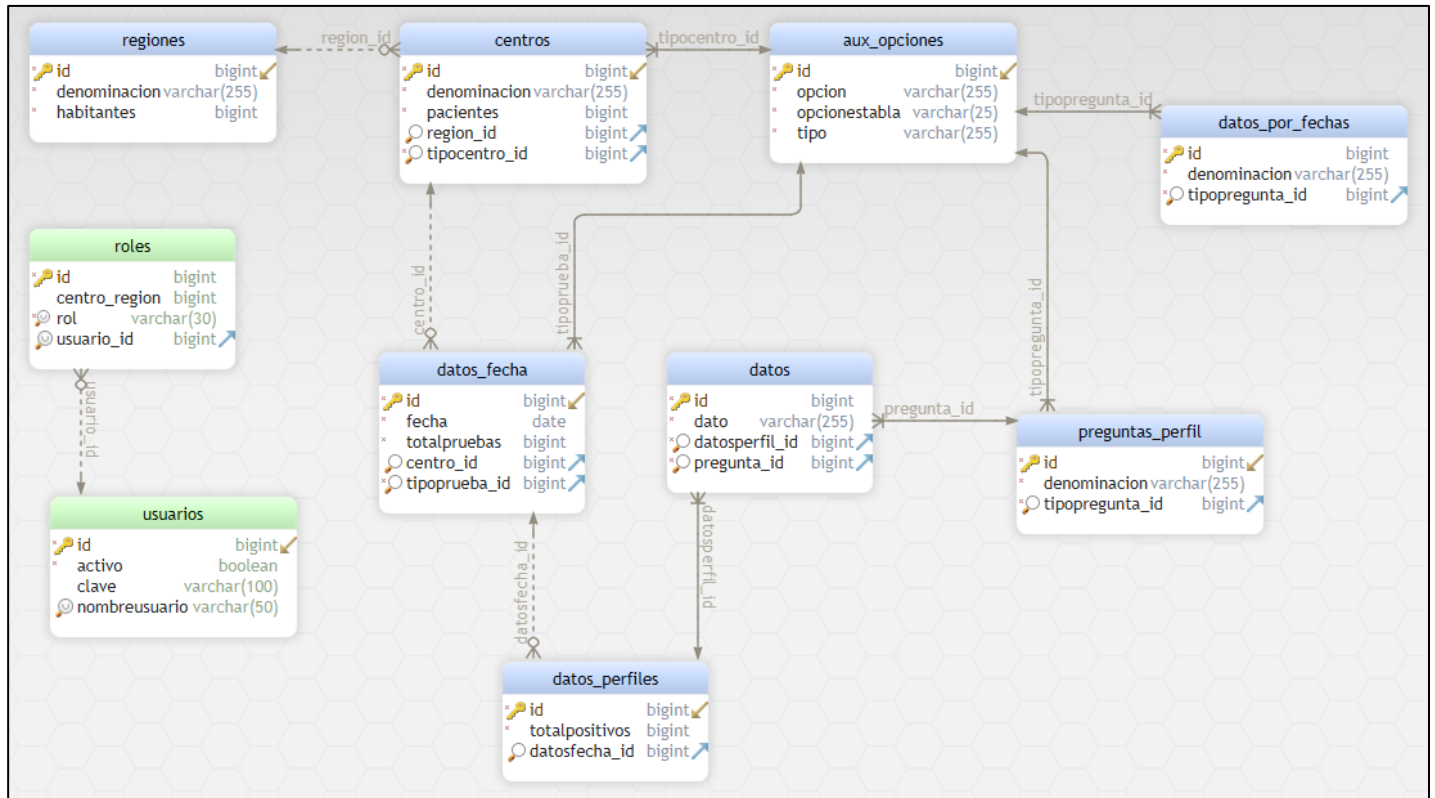 regiones
id bigint
denominacion varchar(255)
habitantes bigint
region_id
centros
id bigint
denominacion varchar(255)
pacientes bigint
region_id bigint
tipocentro_id bigint
tipocentro_id
aux_opciones
id bigint
opcion varchar(255)
opcionestabla varchar(25)
tipo varchar(255)
tipopregunta_id
datos_por_fechas
id bigint
denominacion varchar(255)
tipopregunta_id bigint
roles
id bigint
centro_region bigint
rol varchar(30)
usuario_id bigint
centro_id
tipoprueba_id
tipopregunta_id
usuario_id
datos_fecha
id bigint
fecha date
totalpruebas bigint
centro_id bigint
tipoprueba_id bigint
datos
id bigint
dato varchar(255)
datosperfil_id bigint
pregunta_id bigint
pregunta_id
preguntas_perfil
id bigint
denominacion varchar(255)
tipopregunta_id bigint
usuarios
id bigint
activo boolean
clave varchar(100)
nombreusuario varchar(50)
datosfecha_id
datosperfil_id
datos_perfiles
id bigint
totalpositivos bigint
datosfecha_id bigint